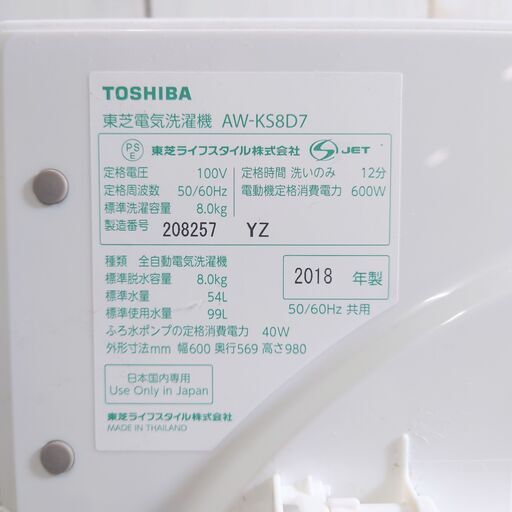 TOSHIBA
東芝電気洗濯機 AW-KS8D7
PS E 東芝ライフスタイル株式会社 S JET
定格電圧 100V 定格時間 洗いのみ 12分
定格周波数 50/60Hz 電動機定格消費電力 600W
標準洗濯容量 8.0kg
製造番号 208257 YZ
種類 全自動電気洗濯機
標準脱水容量 8.0kg 2018 年製
標準水量 54L
標準使用水量 99L 50/60Hz 共用
ふろ水ポンプの定格消費電力 40W
外形寸法mm 幅600 奥行569 高さ980
日本国内専用
Use Only in Japan
東芝ライフスタイル株式会社
MADE IN THAILAND